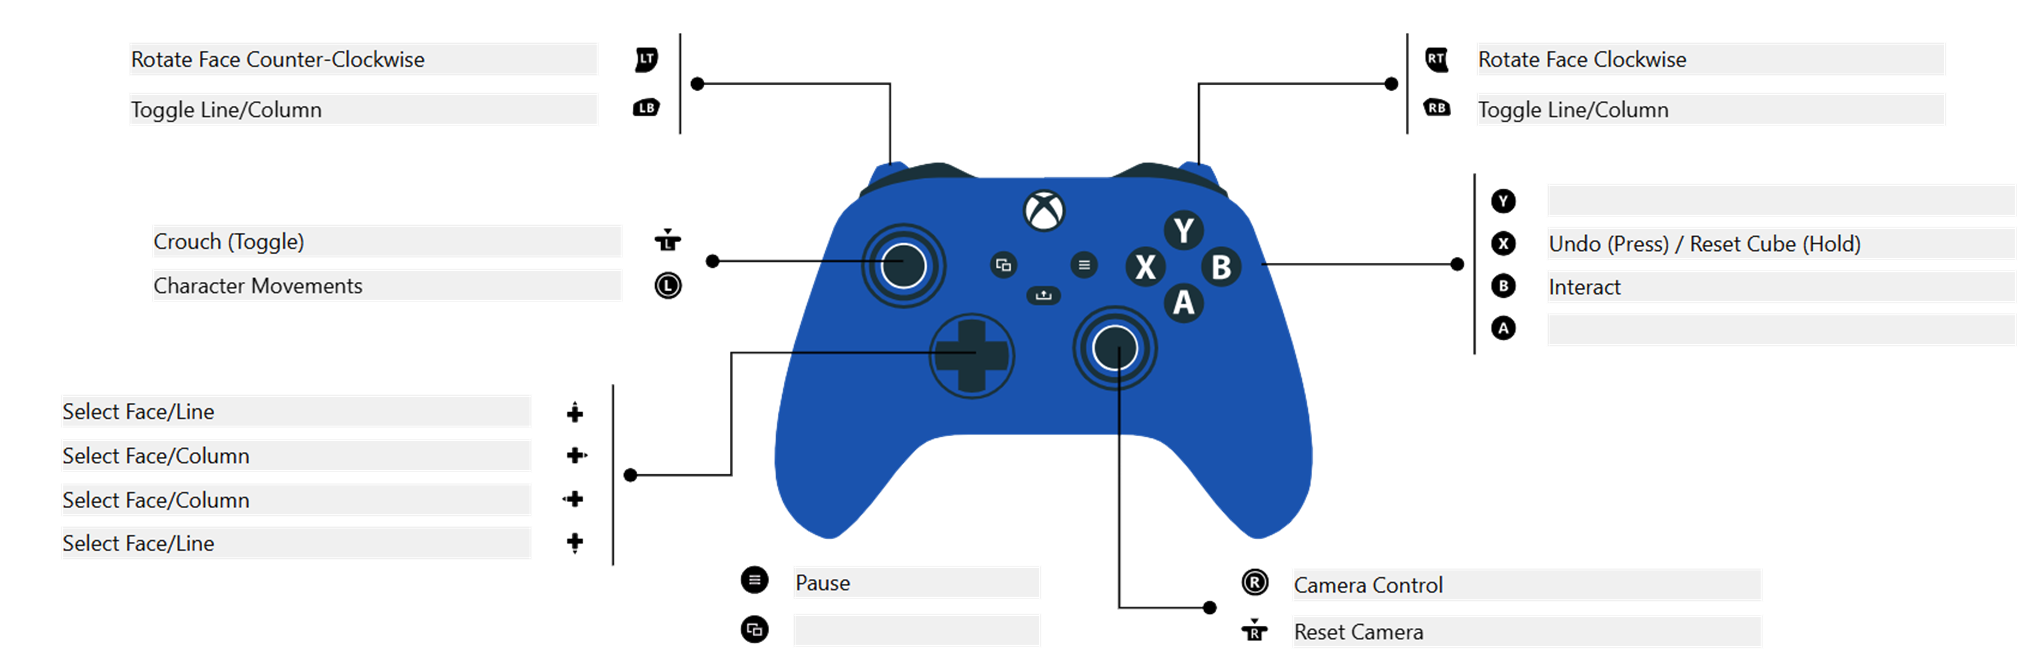 Rotate Face Counter-Clockwise LT
Toggle Line/Column LB
RT Rotate Face Clockwise
RB Toggle Line/Column
Crouch (Toggle) L
Character Movements L
Y
X B
A
Y
X Undo (Press) / Reset Cube (Hold)
B Interact
A
Select Face/Line
Select Face/Column
Select Face/Column
Select Face/Line
Pause
R Camera Control
R Reset Camera